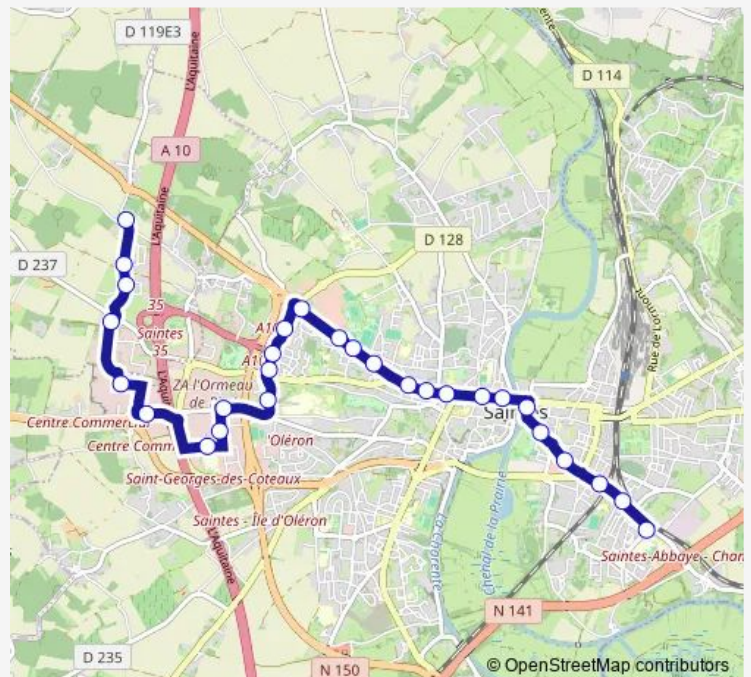 D 119E3
L'Aquitaine
D 114
A 10
L'Aquitaine
D 128
D 237
35
Saintes
35
Rue de Lormont
ZA l'Ormeau
de
Saintes
Centre Commercial
Centre Comm
'Oléron
Saint-Georges-des-Coteaux
Saintes - Île d'Oléron
L'Aquitaine
La Charente
Chenal de la Prairie
Saintes-Abbaye - Char
N 141
D 235
N 150
© OpenStreetMap contributors